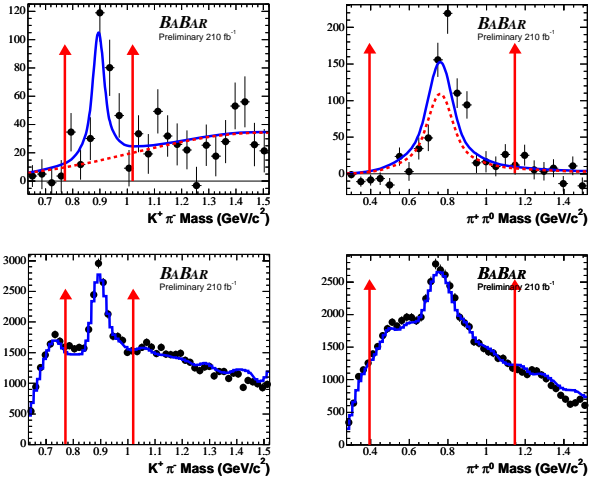 120
100
80
60
40
20
0
BABAR
Preliminary 210 fb⁻¹
0.7 0.8 0.9 1 1.1 1.2 1.3 1.4 1.5
K⁺ π⁻ Mass (GeV/c²)
200
150
100
50
0
BABAR
Preliminary 210 fb⁻¹
0.4 0.6 0.8 1 1.2 1.4
π⁺ π⁰ Mass (GeV/c²)
3000
2500
2000
1500
1000
500
0
BABAR
Preliminary 210 fb⁻¹
0.7 0.8 0.9 1 1.1 1.2 1.3 1.4 1.5
K⁺ π⁻ Mass (GeV/c²)
2500
2000
1500
1000
500
0
BABAR
Preliminary 210 fb⁻¹
0.4 0.6 0.8 1 1.2 1.4
π⁺ π⁰ Mass (GeV/c²)